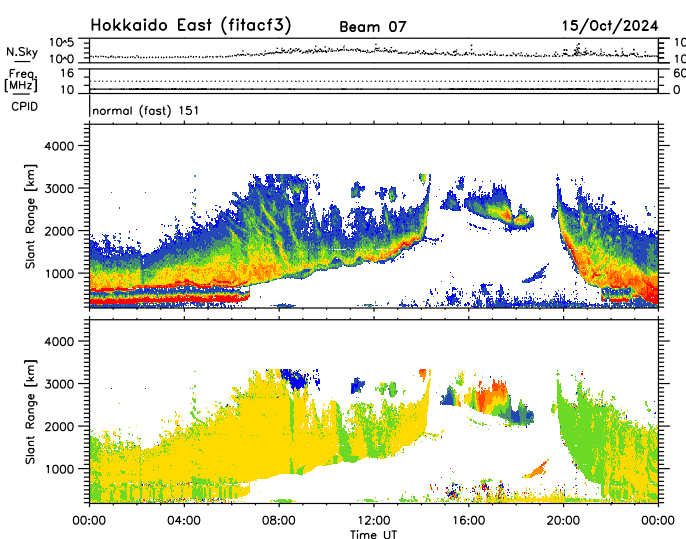 Hokkaido East (fitacf3) Beam 07 15/Oct/2024
N.Sky 10^5 10^0 10 10
Freq. [MHz] 16 10 60 0
CPID normal (fast) 151
Slant Range [km] 4000 3000 2000 1000
Slant Range [km] 4000 3000 2000 1000
00:00 04:00 08:00 12:00 16:00 20:00 00:00
Time UT